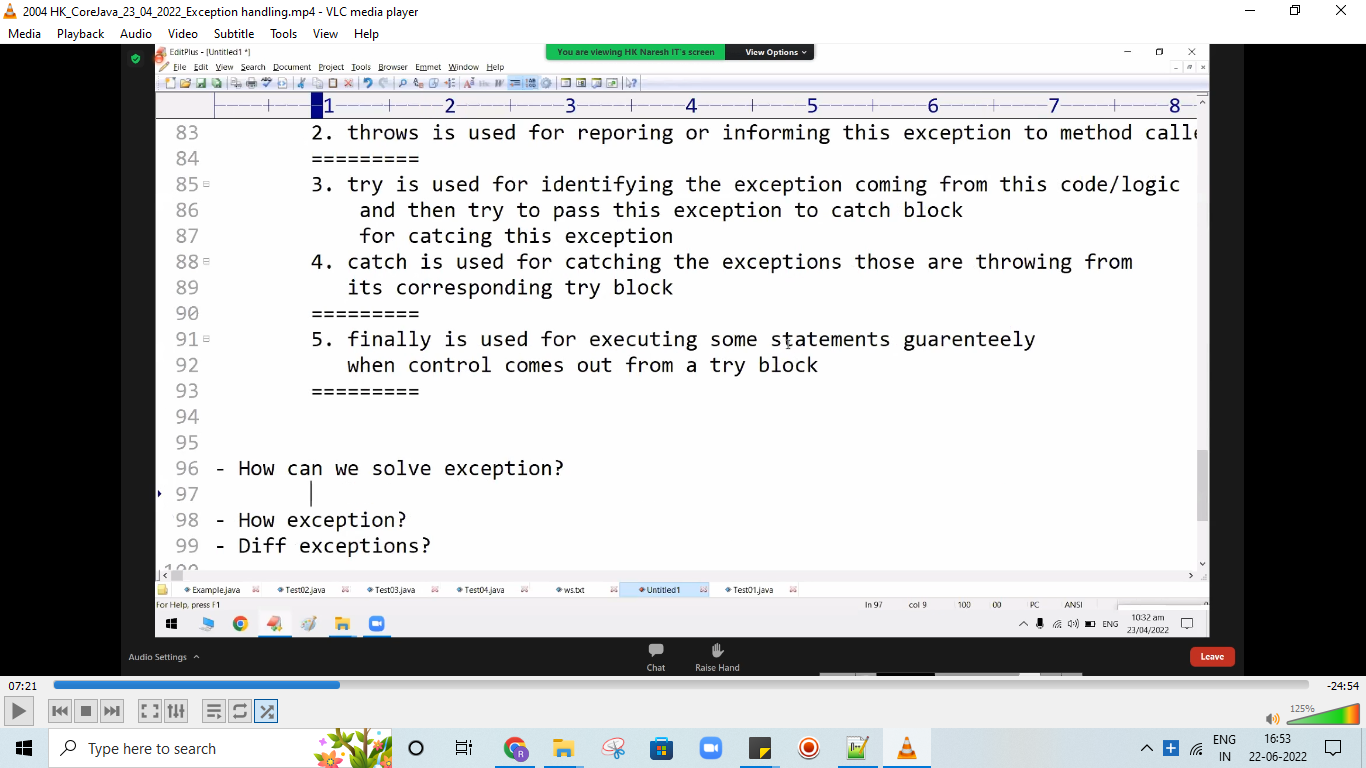 2004 HK_CoreJava_23_04_2022_Exception handling.mp4 - VLC media player
Media Playback Audio Video Subtitle Tools View Help
EditPlus - [Untitled1 *]
You are viewing HK Naresh IT's screen View Options
File Edit View Search Document Project Tools Browser Emmet Window Help
1 2 3 4 5 6 7 8
83 2. throws is used for reporing or informing this exception to method calle
84 =========
85 3. try is used for identifying the exception coming from this code/logic
86 and then try to pass this exception to catch block
87 for catcing this exception
88 4. catch is used for catching the exceptions those are throwing from
89 its corresponding try block
90 =========
91 5. finally is used for executing some statements guarenteely
92 when control comes out from a try block
93 =========
94
95
96 - How can we solve exception?
97
98 - How exception?
99 - Diff exceptions?
100
Example.java Test02.java Test03.java Test04.java ws.txt Untitled1 Test01.java
For Help, press F1 ln 97 col 9 100 00 PC ANSI
ENG 10:32 am
23/04/2022
Audio Settings Chat Raise Hand Leave
07:21 -24:54
125%
Type here to search
ENG 16:53
IN 22-06-2022